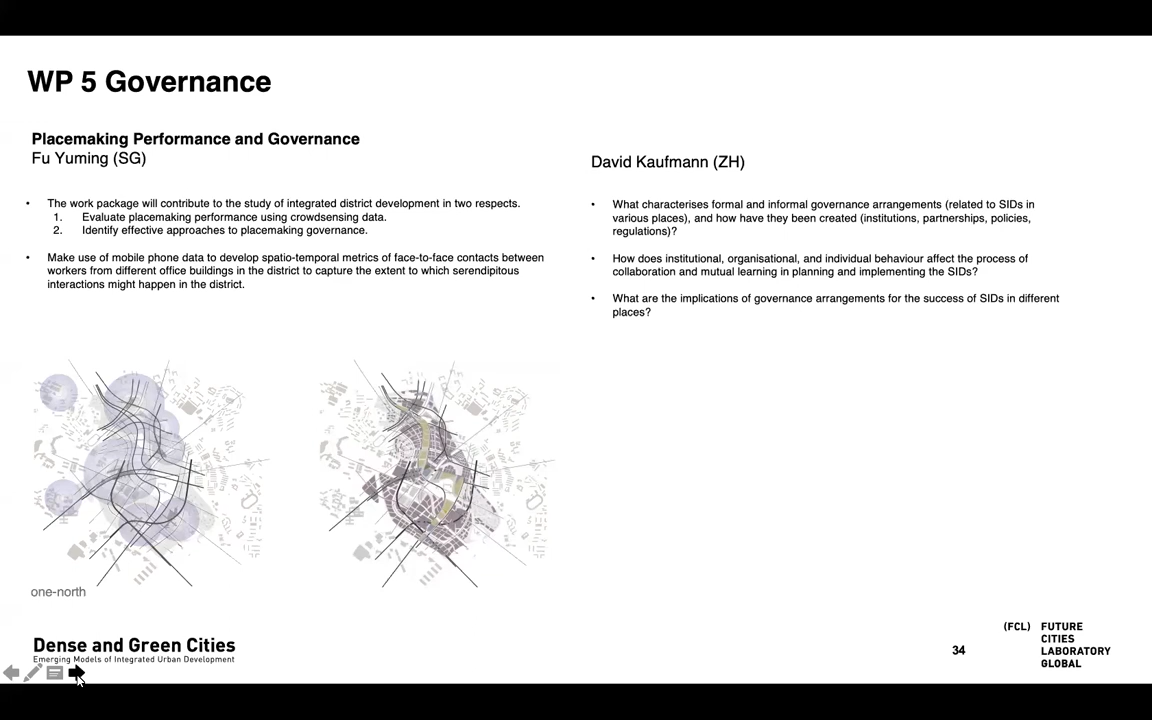 WP 5 Governance
Placemaking Performance and Governance
Fu Yuming (SG)
• The work package will contribute to the study of integrated district development in two respects.
1. Evaluate placemaking performance using crowdsensing data.
2. Identify effective approaches to placemaking governance.
• Make use of mobile phone data to develop spatio-temporal metrics of face-to-face contacts between
workers from different office buildings in the district to capture the extent to which serendipitous
interactions might happen in the district.
David Kaufmann (ZH)
• What characterises formal and informal governance arrangements (related to SIDs in
various places), and how have they been created (institutions, partnerships, policies,
regulations)?
• How does institutional, organisational, and individual behaviour affect the process of
collaboration and mutual learning in planning and implementing the SIDs?
• What are the implications of governance arrangements for the success of SIDs in different
places?
one-north
Dense and Green Cities
Emerging Models of Integrated Urban Development
34
(FCL) FUTURE
CITIES
LABORATORY
GLOBAL